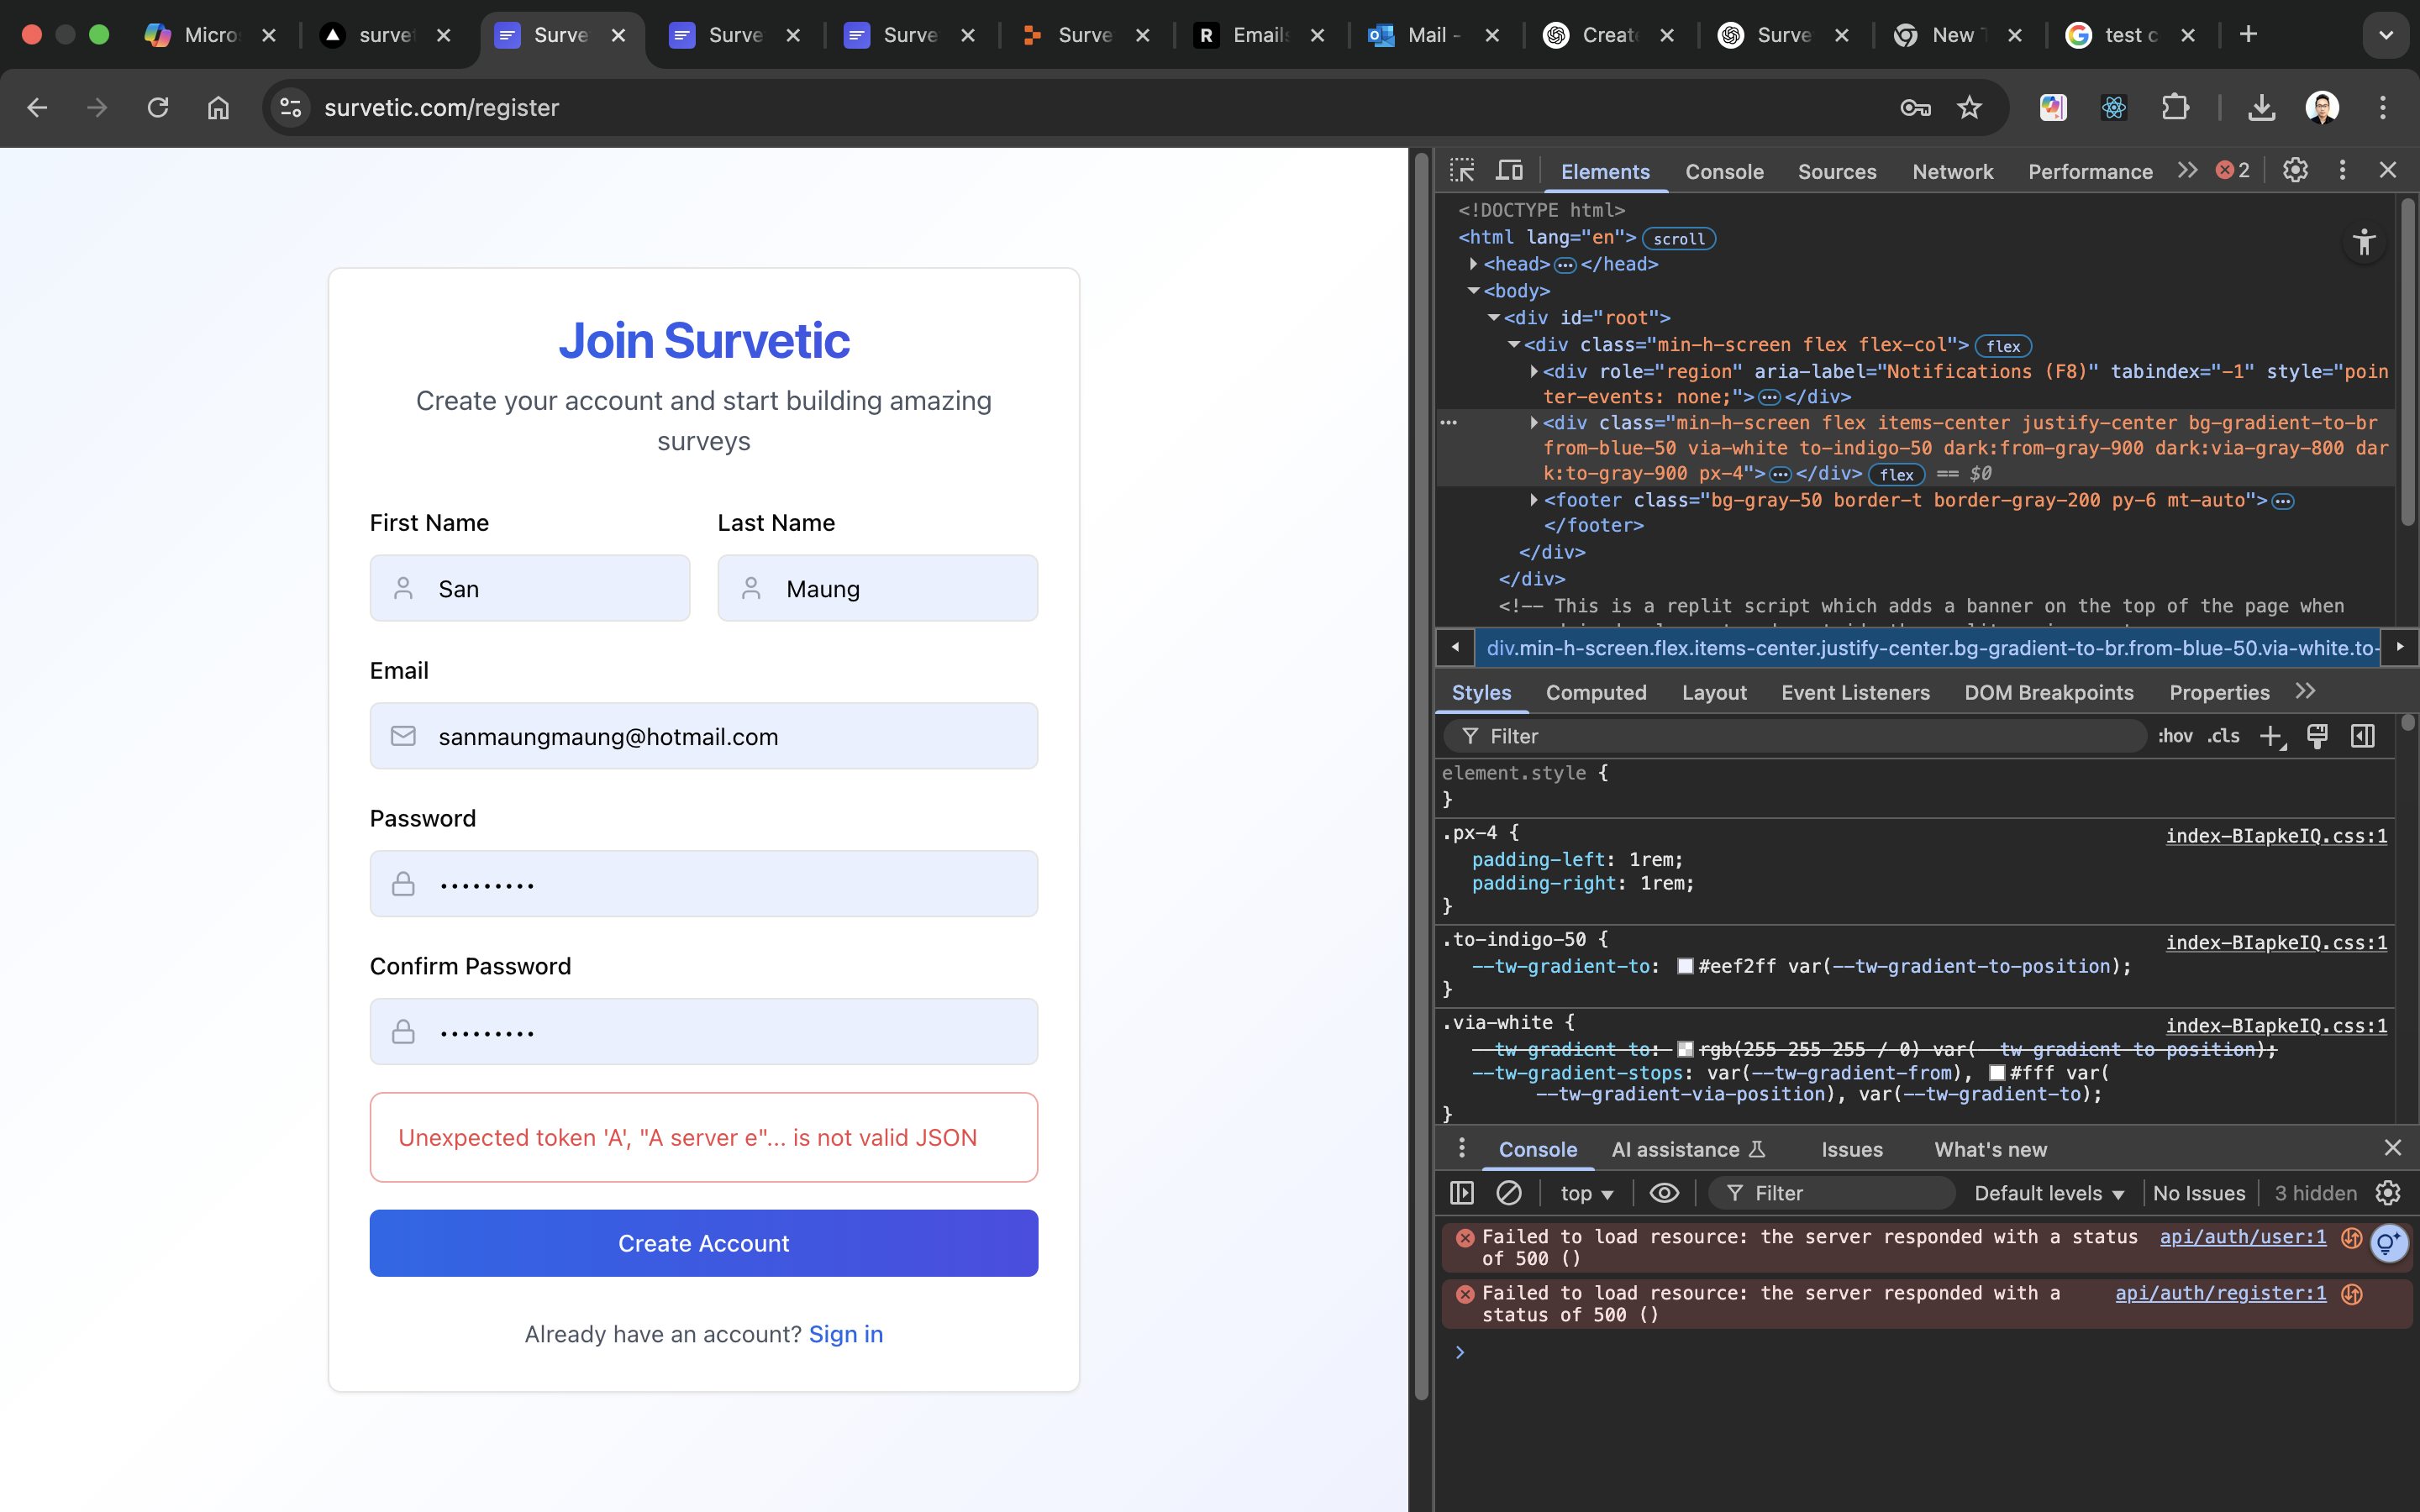 Micro
surve
Surve
Surve
Surve
Surve
Emails
Mail -
Create
Surve
New T
test c
survetic.com/register
Join Survetic
Create your account and start building amazing
surveys
First Name
Last Name
San
Maung
Email
sanmaungmaung@hotmail.com
Password
•••••••••
Confirm Password
•••••••••
Unexpected token 'A', "A server e"... is not valid JSON
Create Account
Already have an account? Sign in
Elements Console Sources Network Performance 2
<!DOCTYPE html>
<html lang="en"> scroll
<head> </head>
<body>
<div id="root">
<div class="min-h-screen flex flex-col"> flex
<div role="region" aria-label="Notifications (F8)" tabindex="-1" style="poin
ter-events: none;"> </div>
<div class="min-h-screen flex items-center justify-center bg-gradient-to-br
from-blue-50 via-white to-indigo-50 dark:from-gray-900 dark:via-gray-800 dar
k:to-gray-900 px-4"> </div> flex == $0
<footer class="bg-gray-50 border-t border-gray-200 py-6 mt-auto">
</footer>
</div>
</div>
<!-- This is a replit script which adds a banner on the top of the page when
div.min-h-screen.flex.items-center.justify-center.bg-gradient-to-br.from-blue-50.via-white.to-
Styles Computed Layout Event Listeners DOM Breakpoints Properties
Filter :hov .cls
element.style {
}
.px-4 { index-BIapkeIQ.css:1
padding-left: 1rem;
padding-right: 1rem;
}
.to-indigo-50 { index-BIapkeIQ.css:1
--tw-gradient-to: #eef2ff var(--tw-gradient-to-position);
}
.via-white { index-BIapkeIQ.css:1
--tw-gradient-to: rgb(255 255 255 / 0) var(--tw-gradient-to-position);
--tw-gradient-stops: var(--tw-gradient-from), #fff var(
--tw-gradient-via-position), var(--tw-gradient-to);
}
Console AI assistance Issues What's new
top Filter Default levels No Issues 3 hidden
Failed to load resource: the server responded with a status api/auth/user:1
of 500 ()
Failed to load resource: the server responded with a api/auth/register:1
status of 500 ()